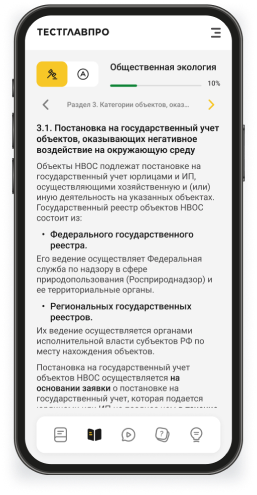 ТЕСТГЛАВПРО
Общественная экология
10%
Раздел 3. Категории объектов, оказ...
3.1. Постановка на государственный учет
объектов, оказывающих негативное
воздействие на окружающую среду
Объекты НВОС подлежат постановке на
государственный учет юрлицами и ИП,
осуществляющими хозяйственную и (или)
иную деятельность на указанных объектах.
Государственный реестр объектов НВОС
состоит из:
• Федерального государственного
реестра.
Его ведение осуществляет Федеральная
служба по надзору в сфере
природопользования (Росприроднадзор) и
ее территориальные органы.
• Региональных государственных
реестров.
Их ведение осуществляется органами
исполнительной власти субъектов РФ по
месту нахождения объектов.
Постановка на государственный учет
объектов НВОС осуществляется на
основании заявки о постановке на
государственный учет, которая подается